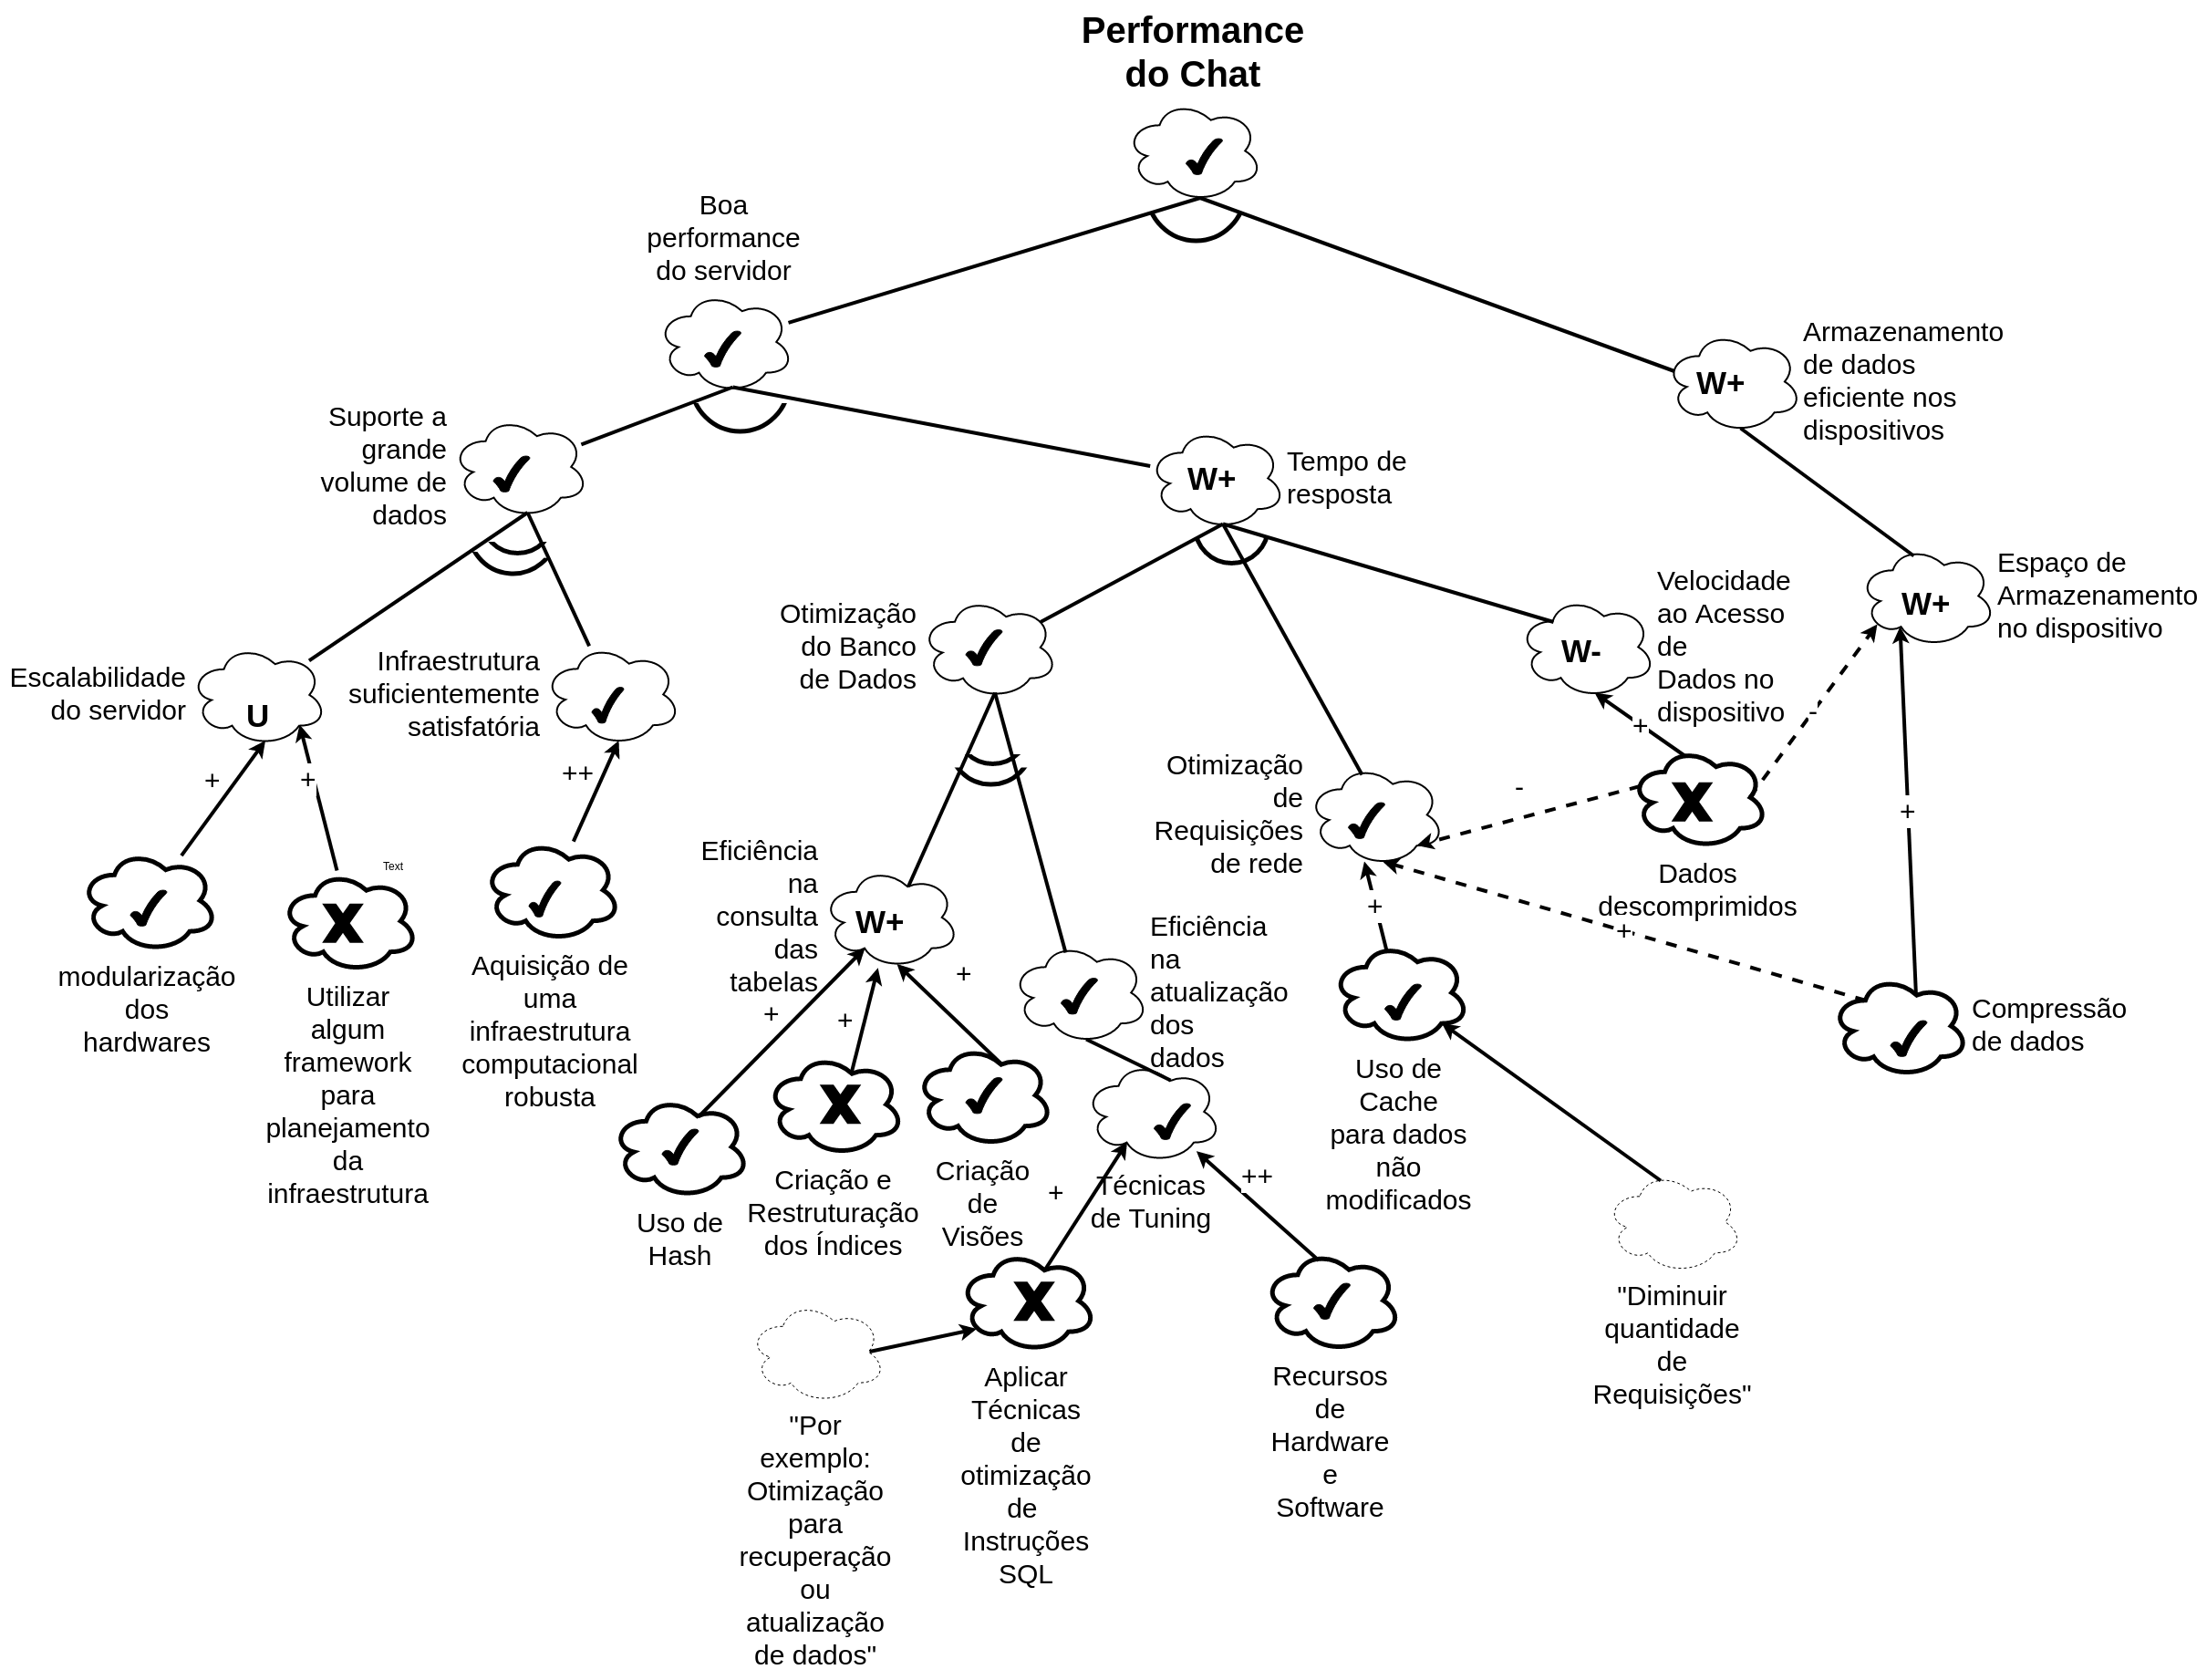 Performance
do Chat
Boa
performance
do servidor
Armazenamento
de dados
eficiente nos
dispositivos
W+
Suporte a
grande
volume de
dados
Tempo de
resposta
W+
Espaço de
Armazenamento
no dispositivo
W+
Velocidade
ao Acesso
de
Dados no
dispositivo
W-
Otimização
do Banco
de Dados
Escalabilidade
do servidor
U
Infraestrutura
suficientemente
satisfatória
+
+
++
+
-
-
+
Otimização
de
Requisições
de rede
Text
Eficiência
na
consulta
das
tabelas
W+
Dados
descomprimidos
+
+
Eficiência
na
atualização
dos
dados
modularização
dos
hardwares
Utilizar
algum
framework
para
planejamento
da
infraestrutura
Aquisição de
uma
infraestrutura
computacional
robusta
+
+
+
Compressão
de dados
Uso de
Cache
para dados
não
modificados
Uso de
Hash
Criação e
Restruturação
dos Índices
Criação
de
Visões
Técnicas
de Tuning
+
++
"Diminuir
quantidade
de
Requisições"
"Por
exemplo:
Otimização
para
recuperação
ou
atualização
de dados"
Aplicar
Técnicas
de
otimização
de
Instruções
SQL
Recursos
de
Hardware
e
Software